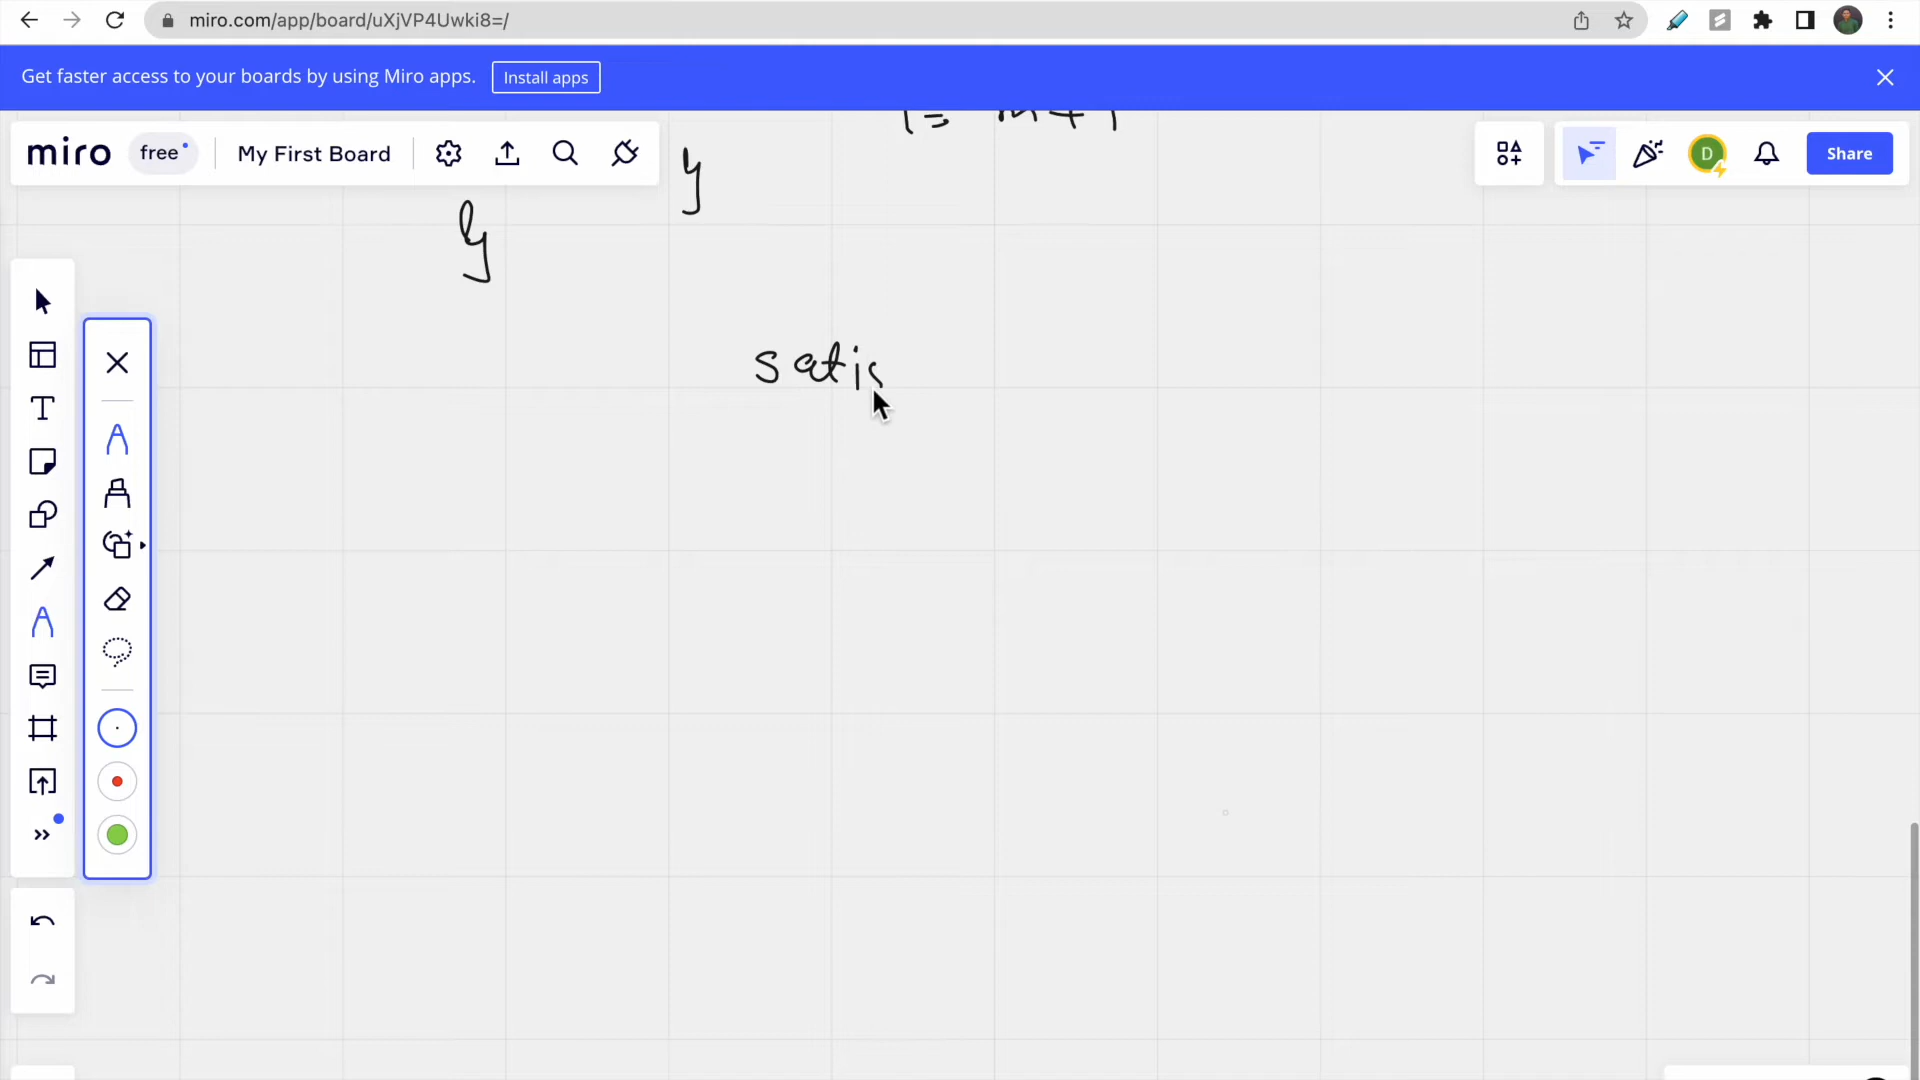 miro.com/app/board/uXjVP4Uwki8=/
Get faster access to your boards by using Miro apps. Install apps
l = m + 1
miro free My First Board D Share
y
y
satis